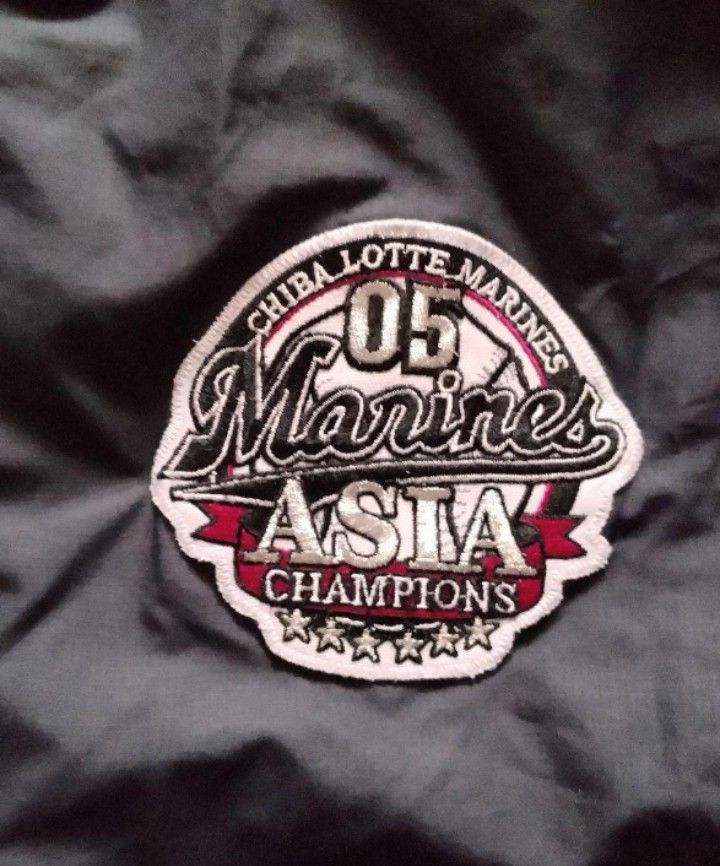 CHIBA LOTTE MARINES
05
Marines
ASIA
CHAMPIONS